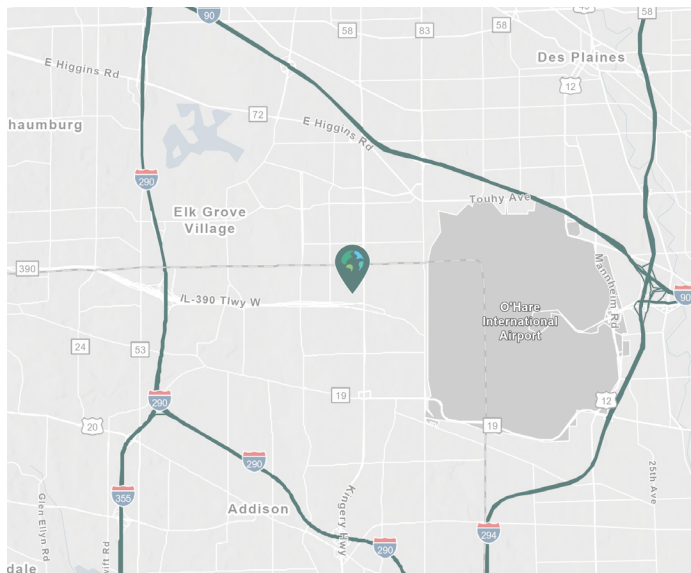 90
58
83
58
E Higgins Rd
Des Plaines
12
72
haumburg
E Higgins Rd
290
Touhy Ave
Elk Grove
Village
390
Mannheim Rd
90
IL-390 Tlwy W
O'Hare
International
Airport
24
53
19
290
12
20
19
290
25th Ave
355
Glen Ellyn Rd
Addison
Kingery Hwy
294
290
wift Rd
dale